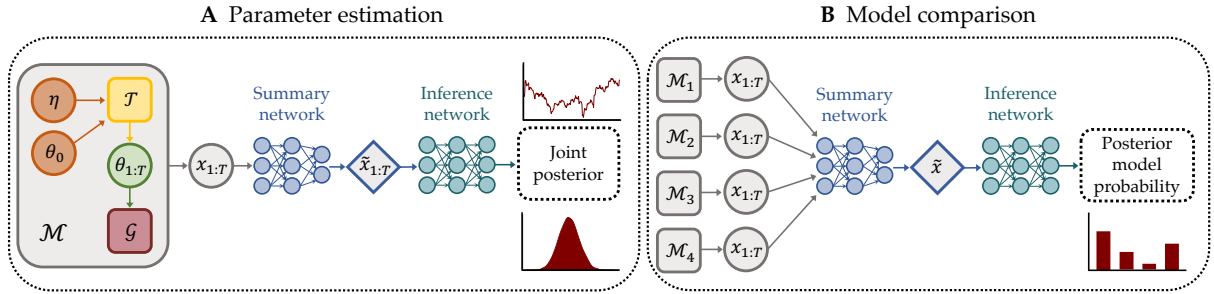 A Parameter estimation
η
𝒯
θ₀
θ₁:T
𝒢
ℳ
x₁:T
Summary
network
x̃₁:T
Inference
network
Joint
posterior
B Model comparison
ℳ₁
x₁:T
ℳ₂
x₁:T
ℳ₃
x₁:T
ℳ₄
x₁:T
Summary
network
x̃
Inference
network
Posterior
model
probability